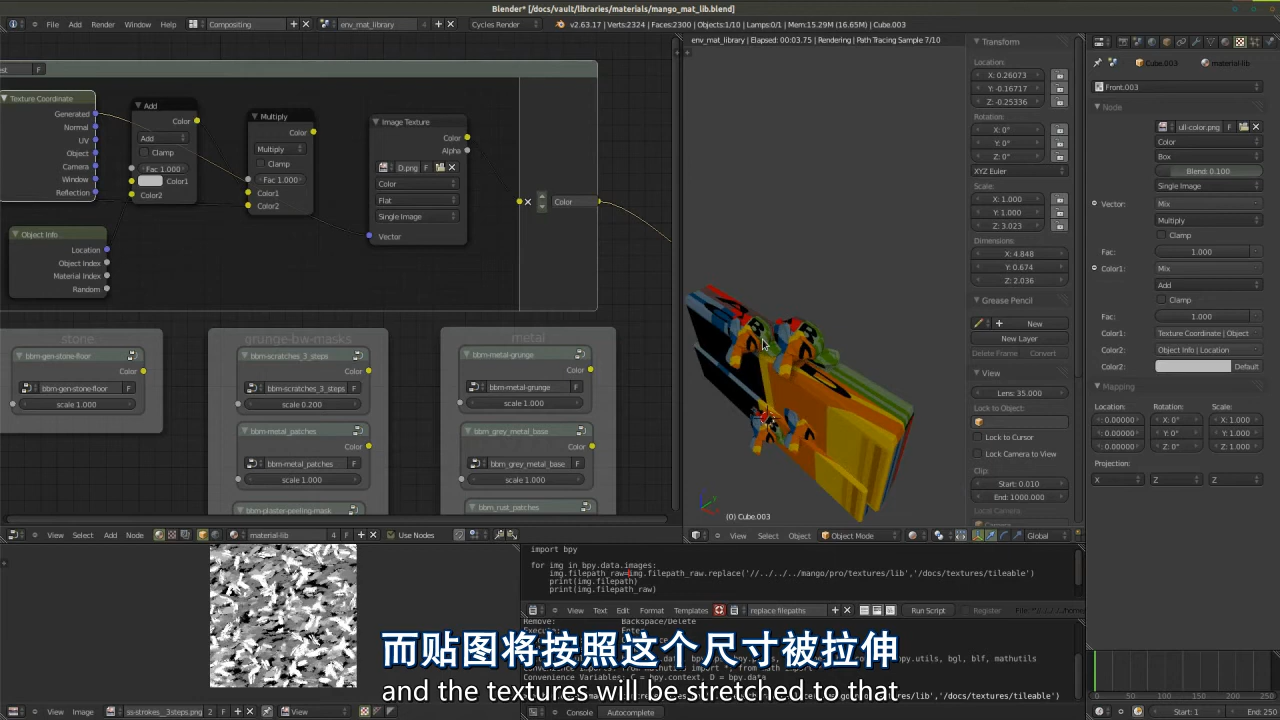 Blender* [/docs/vault/libraries/materials/mango_mat_lib.blend]
File Add Render Window Help Compositing env_mat_library 4 F Cycles Render v2.63.17 | Verts:2324 | Faces:2300 | Objects:1/10 | Lamps:0/1 | Mem:15.29M (16.65M) | Cube.003
env_mat_library | Elapsed: 00:03.75 | Rendering | Path Tracing Sample 7/10
est F
Texture Coordinate
Generated
Normal
UV
Object
Camera
Window
Reflection
Add
Color
Add
Clamp
Fac 1.000
Color1
Color2
Multiply
Color
Multiply
Clamp
Fac 1.000
Color1
Color2
Image Texture
Color
Alpha
D.png F
Color
Flat
Single Image
Vector
Color
Object Info
Location
Object Index
Material Index
Random
stone
bbm-gen-stone-floor
Color
bbm-gen-stone-floor F
scale 1.000
grunge-bw-masks
bbm-scratches_3_steps
Color
bbm-scratches_3_steps F
scale 0.200
bbm-metal_patches
Color
bbm-metal_patches F
scale 1.000
bbm-plaster-peeling-mask
metal
bbm-metal-grunge
Color
bbm-metal-grunge F
scale 1.000
bbm_grey_metal_base
Color
bbm_grey_metal_base F
scale 1.000
bbm_rust_patches
View Select Add Node material-lib 4 F Use Nodes
(0) Cube.003
View Select Object Object Mode Global
Transform
Location:
X: 0.26073
Y: -0.16717
Z: -0.25336
Rotation:
X: 0°
Y: 0°
Z: 0°
XYZ Euler
Scale:
X: 1.000
Y: 1.000
Z: 3.023
Dimensions:
X: 4.848
Y: 0.674
Z: 2.036
Grease Pencil
New
New Layer
Delete Frame Convert
View
Lens: 35.000
Lock to Object:
Lock to Cursor
Lock Camera to View
Clip:
Start: 0.010
End: 1000.000
Local Camera:
Cube.003 material-lib
Front.003
Node
ull-color.png F
Color
Box
Blend: 0.100
Single Image
Vector: Mix
Multiply
Clamp
Fac: 1.000
Color1: Mix
Add
Clamp
Fac: 1.000
Color1: Texture Coordinate | Object
Color2: Object Info | Location
Color2: Default
Mapping
Location: Rotation: Scale:
0.00000 X: 0° X: 1.000
0.00000 Y: 0° Y: 1.000
0.00000 Z: 0° Z: 1.000
Projection:
X Z Z
import bpy
for img in bpy.data.images:
img.filepath_raw=img.filepath_raw.replace('//../../../mango/pro/textures/lib','/docs/textures/tileable')
print(img.filepath)
print(img.filepath_raw)
View Text Edit Format Templates replace filepaths Run Script Register
Remove: Backspace/Delete
Execute: Enter
而贴图将按照这个尺寸被拉伸
and the textures will be stretched to that
View Image ss-strokes__3steps.png 2 F View
Console Autocomplete
0 50 100 150 200 250
Start: 1 End: 250